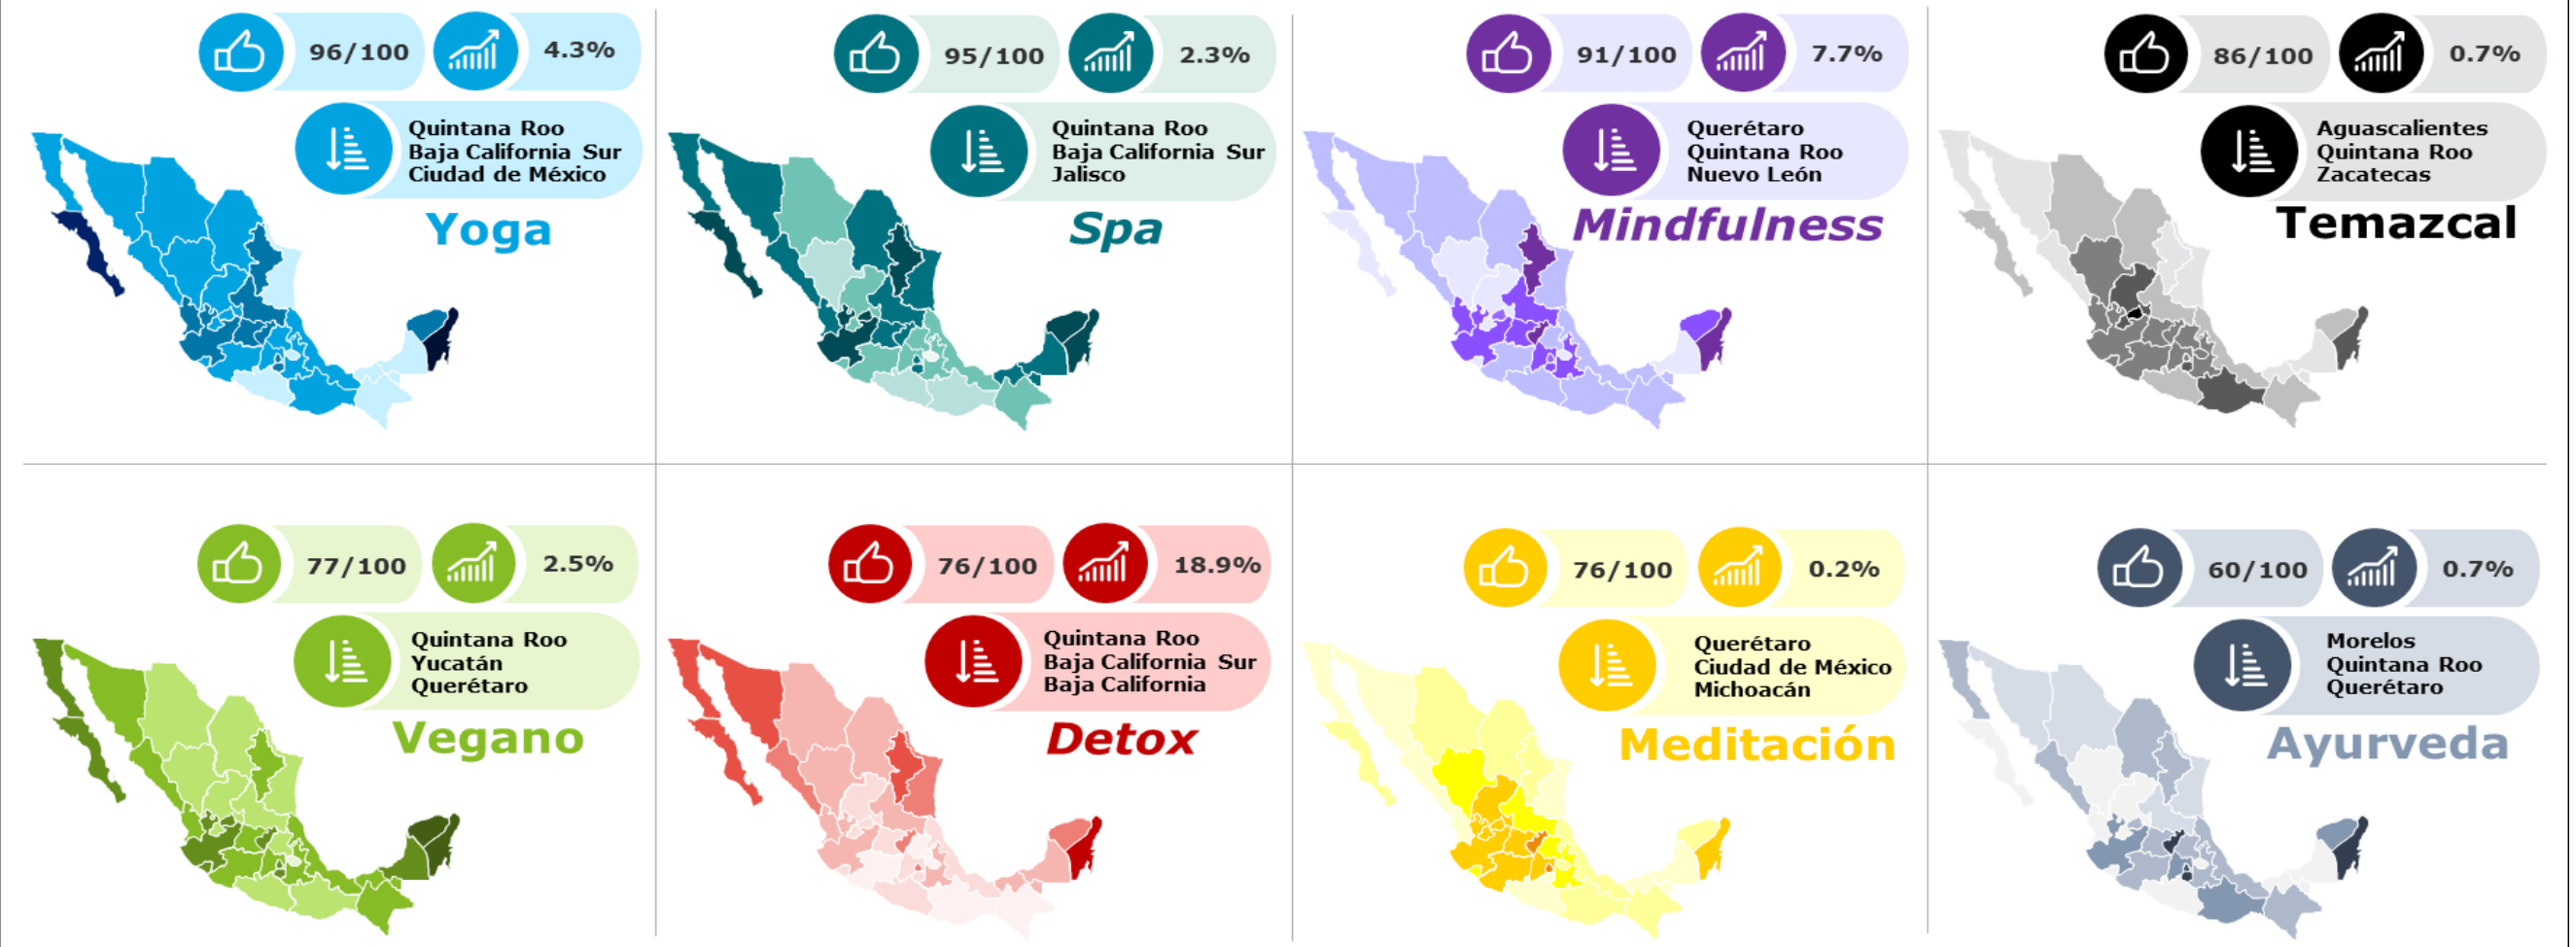 96/100
4.3%
Quintana Roo
Baja California Sur
Ciudad de México
Yoga
95/100
2.3%
Quintana Roo
Baja California Sur
Jalisco
Spa
91/100
7.7%
Querétaro
Quintana Roo
Nuevo León
Mindfulness
86/100
0.7%
Aguascalientes
Quintana Roo
Zacatecas
Temazcal
77/100
2.5%
Quintana Roo
Yucatán
Querétaro
Vegano
76/100
18.9%
Quintana Roo
Baja California Sur
Baja California
Detox
76/100
0.2%
Querétaro
Ciudad de México
Michoacán
Meditación
60/100
0.7%
Morelos
Quintana Roo
Querétaro
Ayurveda